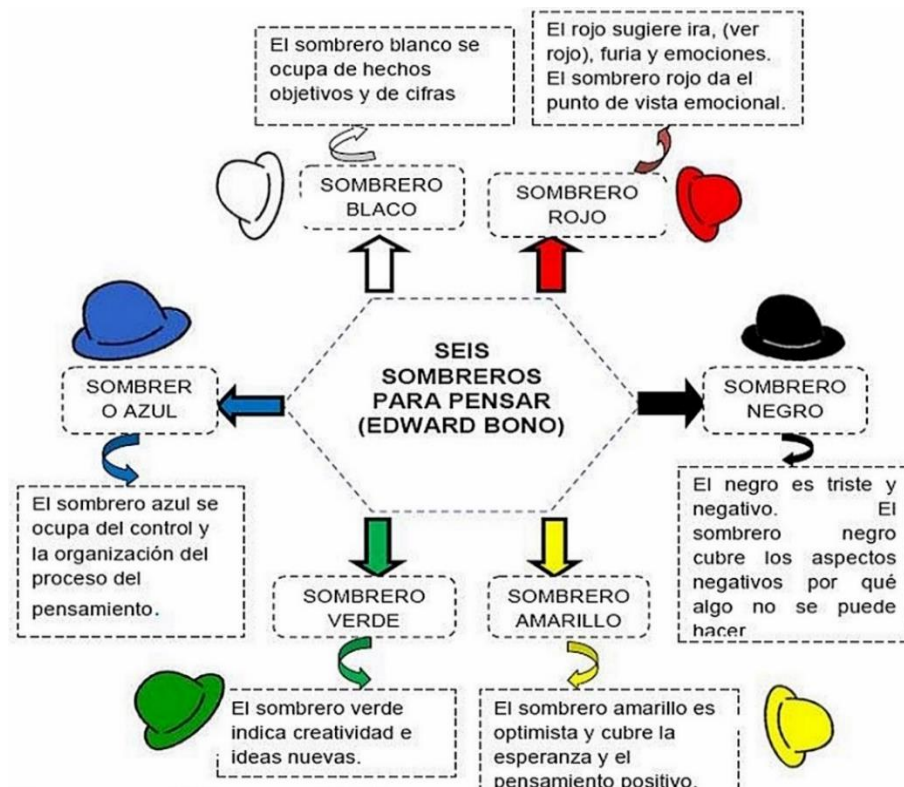 El sombrero blanco se
ocupa de hechos
objetivos y de cifras
El rojo sugiere ira, (ver
rojo), furia y emociones.
El sombrero rojo da el
punto de vista emocional.
SOMBRERO
BLACO
SOMBRERO
ROJO
SEIS
SOMBREROS
PARA PENSAR
(EDWARD BONO)
SOMBRER
O AZUL
SOMBRERO
NEGRO
El sombrero azul se
ocupa del control y
la organización del
proceso del
pensamiento.
El negro es triste y
negativo. El
sombrero negro
cubre los aspectos
negativos por qué
algo no se puede
hacer
SOMBRERO
VERDE
SOMBRERO
AMARILLO
El sombrero verde
indica creatividad e
ideas nuevas.
El sombrero amarillo es
optimista y cubre la
esperanza y el
pensamiento positivo.